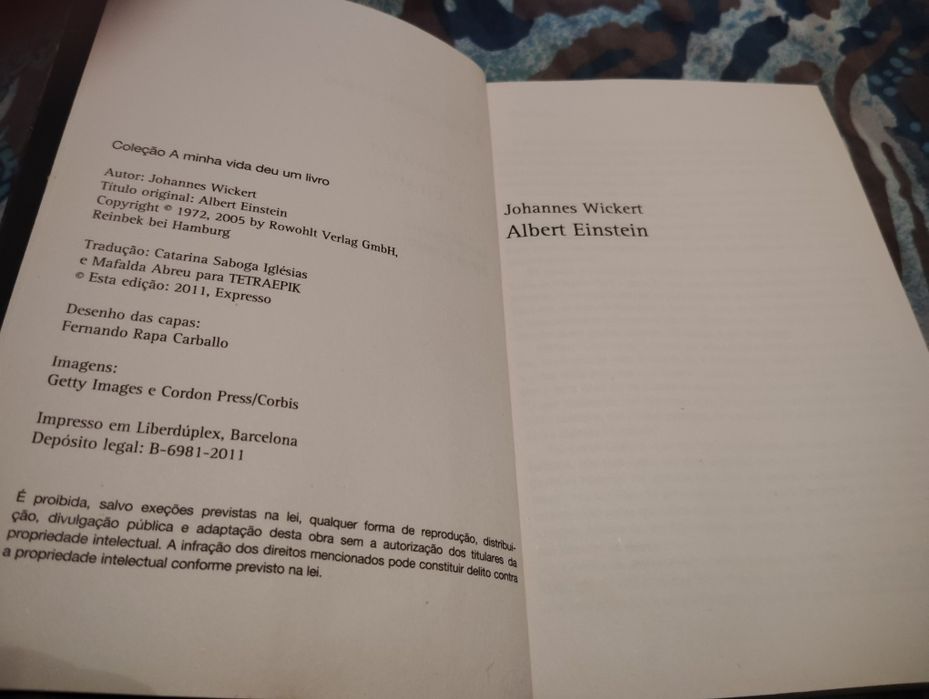 Coleção A minha vida deu um livro
Autor: Johannes Wickert
Título original: Albert Einstein
Copyright © 1972, 2005 by Rowohlt Verlag GmbH,
Reinbek bei Hamburg
Tradução: Catarina Saboga Iglésias
e Mafalda Abreu para TETRAEPIK
© Esta edição: 2011, Expresso
Desenho das capas:
Fernando Rapa Carballo
Imagens:
Getty Images e Cordon Press/Corbis
Impresso em Liberdúplex, Barcelona
Depósito legal: B-6981-2011
É proibida, salvo exeções previstas na lei, qualquer forma de reprodução, distribui-
ção, divulgação pública e adaptação desta obra sem a autorização dos titulares da
propriedade intelectual. A infração dos direitos mencionados pode constituir delito contra
a propriedade intelectual conforme previsto na lei.
Johannes Wickert
Albert Einstein